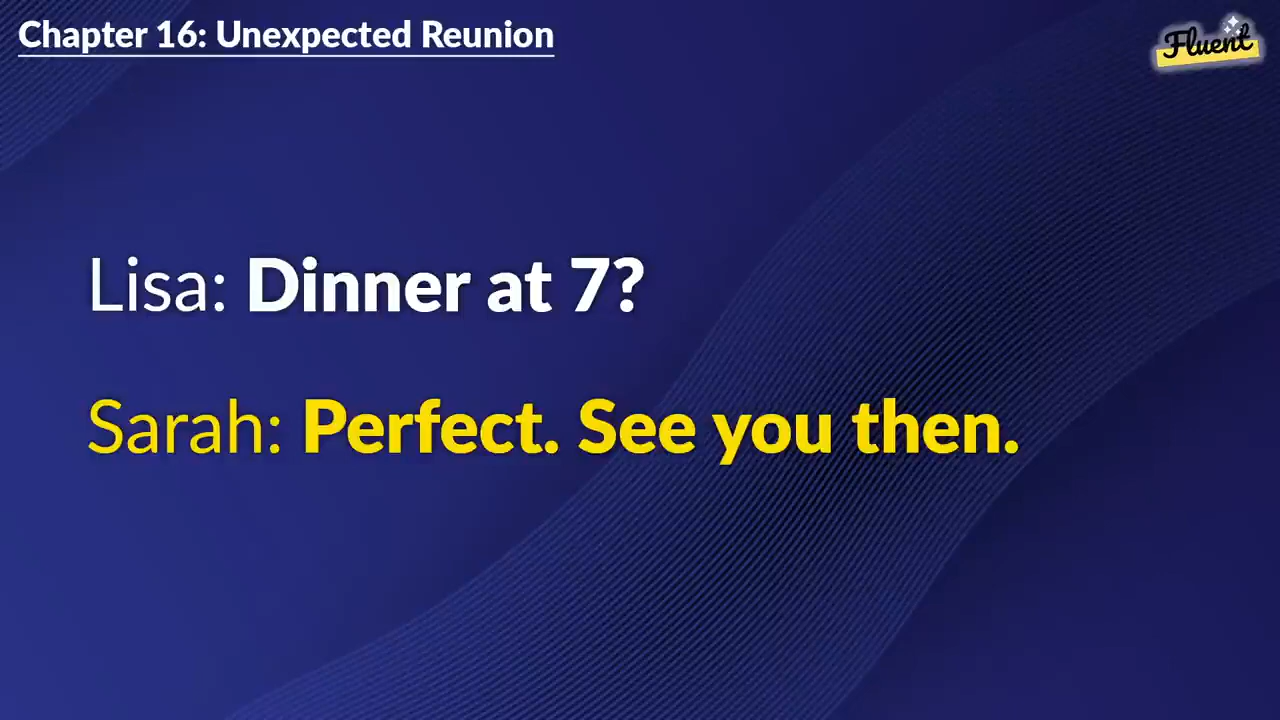 Chapter 16: Unexpected Reunion
Fluent
Lisa: Dinner at 7?
Sarah: Perfect. See you then.